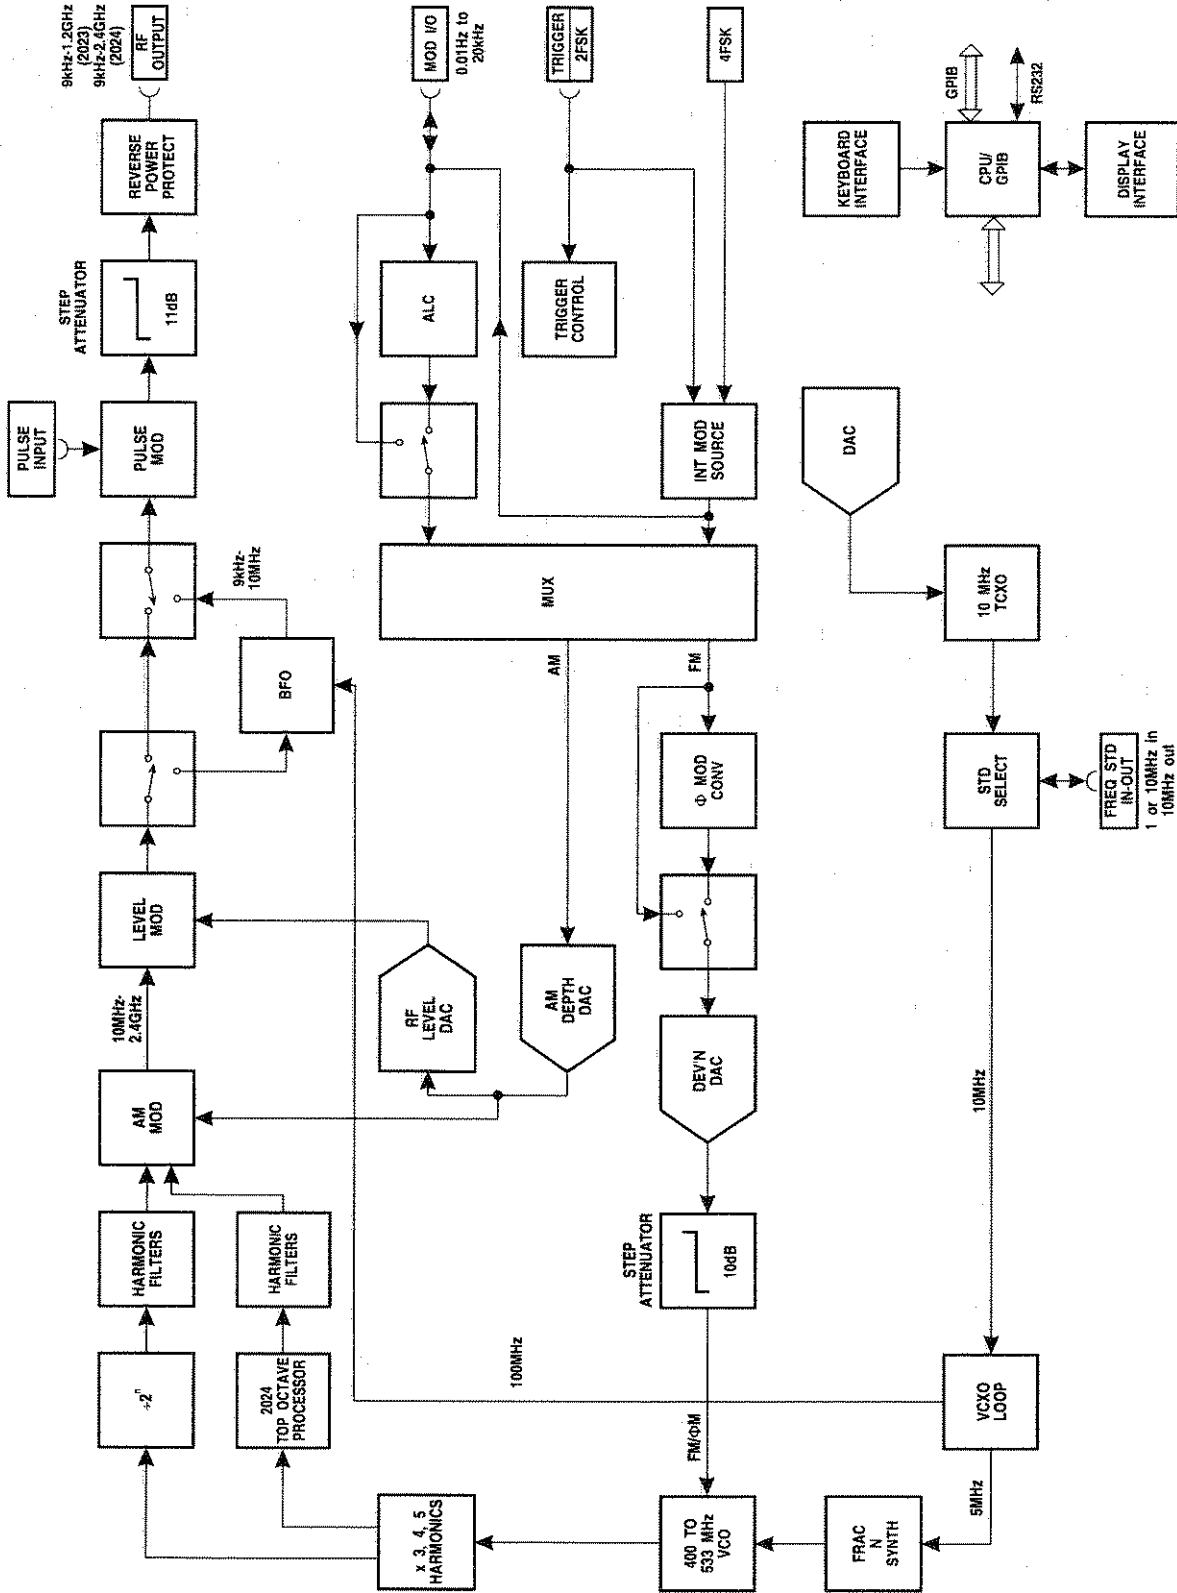 ÷2ⁿ
HARMONIC
FILTERS
AM
MOD
10MHz-
2.4GHz
LEVEL
MOD
PULSE
INPUT
PULSE
MOD
STEP
ATTENUATOR
11dB
REVERSE
POWER
PROTECT
9kHz-1.2GHz
(2023)
9kHz-2.4GHz
(2024)
RF
OUTPUT
2024
TOP OCTAVE
PROCESSOR
HARMONIC
FILTERS
BFO
9kHz-
10MHz
x 3, 4, 5
HARMONICS
100MHz
RF
LEVEL
DAC
ALC
MOD I/O
0.01Hz to
20kHz
AM
DEPTH
DAC
AM
MUX
TRIGGER
CONTROL
TRIGGER
2FSK
400 TO
533 MHz
VCO
FM/ΦM
STEP
ATTENUATOR
10dB
DEV'N
DAC
Φ MOD
CONV
FM
INT MOD
SOURCE
4FSK
FRAC
N
SYNTH
5MHz
VCXO
LOOP
10MHz
STD
SELECT
FREQ STD
IN-OUT
1 or 10MHz in
10MHz out
10 MHz
TCXO
DAC
KEYBOARD
INTERFACE
CPU/
GPIB
GPIB
RS232
DISPLAY
INTERFACE